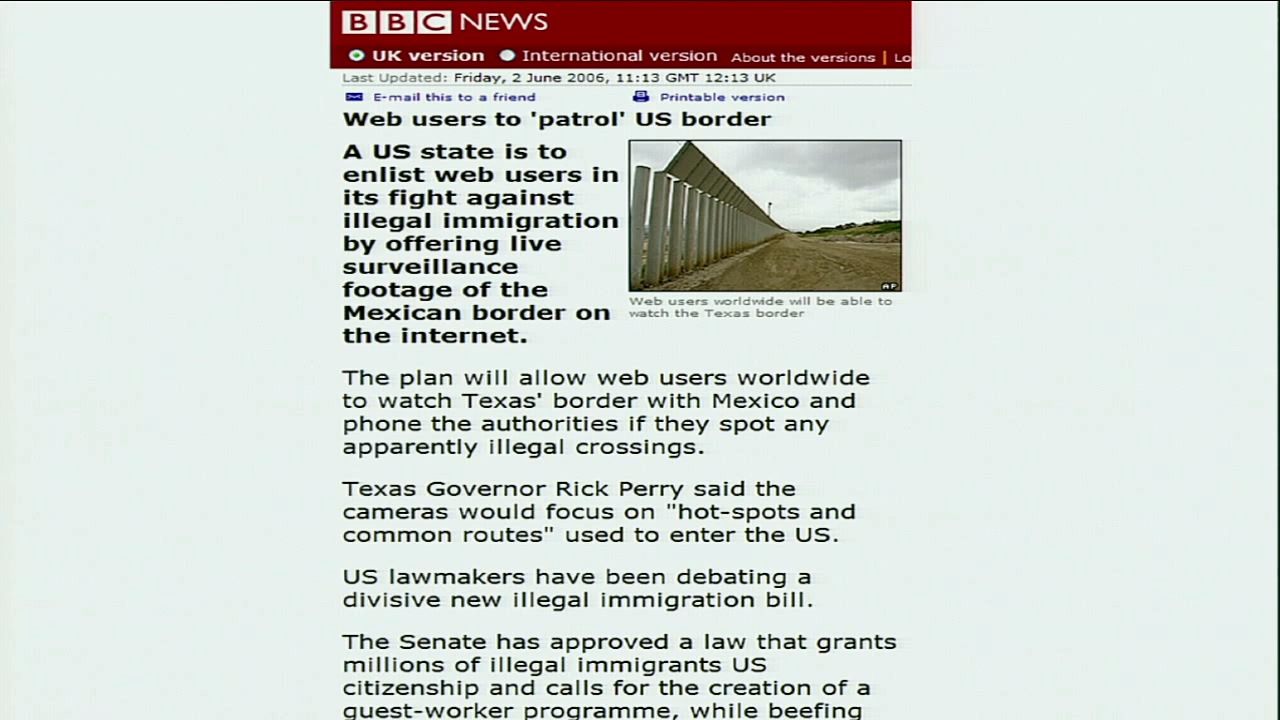 BBC NEWS
UK version International version About the versions | Lo
Last Updated: Friday, 2 June 2006, 11:13 GMT 12:13 UK
E-mail this to a friend Printable version
Web users to 'patrol' US border
A US state is to
enlist web users in
its fight against
illegal immigration
by offering live
surveillance
footage of the
Mexican border on
the internet.
AP
Web users worldwide will be able to
watch the Texas border
The plan will allow web users worldwide
to watch Texas' border with Mexico and
phone the authorities if they spot any
apparently illegal crossings.
Texas Governor Rick Perry said the
cameras would focus on "hot-spots and
common routes" used to enter the US.
US lawmakers have been debating a
divisive new illegal immigration bill.
The Senate has approved a law that grants
millions of illegal immigrants US
citizenship and calls for the creation of a
guest-worker programme, while beefing